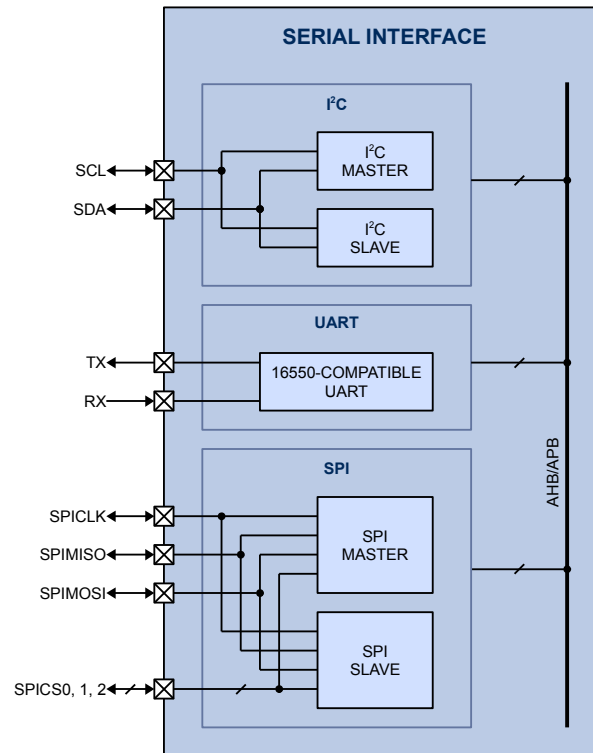 SERIAL INTERFACE
I²C
SCL
SDA
I²C
MASTER
I²C
SLAVE
UART
TX
RX
16550-COMPATIBLE
UART
AHB/APB
SPI
SPICLK
SPIMISO
SPIMOSI
SPICS0, 1, 2
SPI
MASTER
SPI
SLAVE